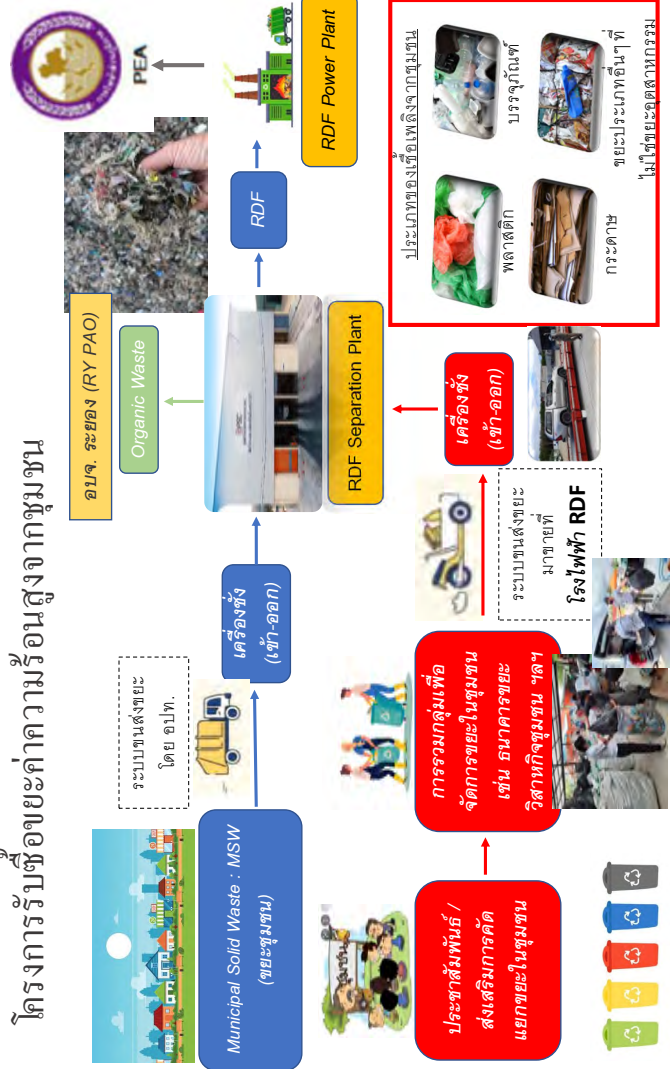 โครงการรับซื้อขยะค่าความร้อนสูงจากชุมชน
Municipal Solid Waste : MSW
(ขยะชุมชน)
ระบบขนส่งขยะ
โดย อปท.
เครื่องชั่ง
(เข้า-ออก)
อบจ. ระยอง (RY PAO)
Organic Waste
RDF Separation Plant
RDF
PEA
RDF Power Plant
ชุมชน
ประชาสัมพันธ์ /
ส่งเสริมการคัด
แยกขยะในชุมชน
การรวมกลุ่มเพื่อ
จัดการขยะในชุมชน
เช่น ธนาคารขยะ
วิสาหกิจชุมชน ฯลฯ
ระบบขนส่งขยะ
มาขายที่
โรงไฟฟ้า RDF
เครื่องชั่ง
(เข้า-ออก)
ประเภทของเชื้อเพลิงจากชุมชน
พลาสติก
บรรจุภัณฑ์
กระดาษ
ขยะประเภทอื่นๆที่
ไม่ใช่ขยะอุตสาหกรรม